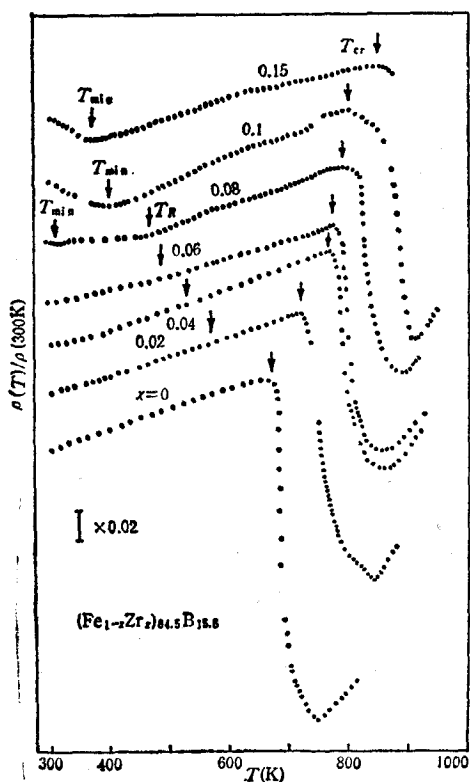 T_cr
0.15
T_min
0.1
T_min
0.08
T_min
T_R
0.06
0.04
0.02
x=0
ρ(T)/ρ(300K)
×0.02
(Fe₁₋ₓZrₓ)₈₄.₅B₁₅.₅
300 400 600 800 1000
T(K)